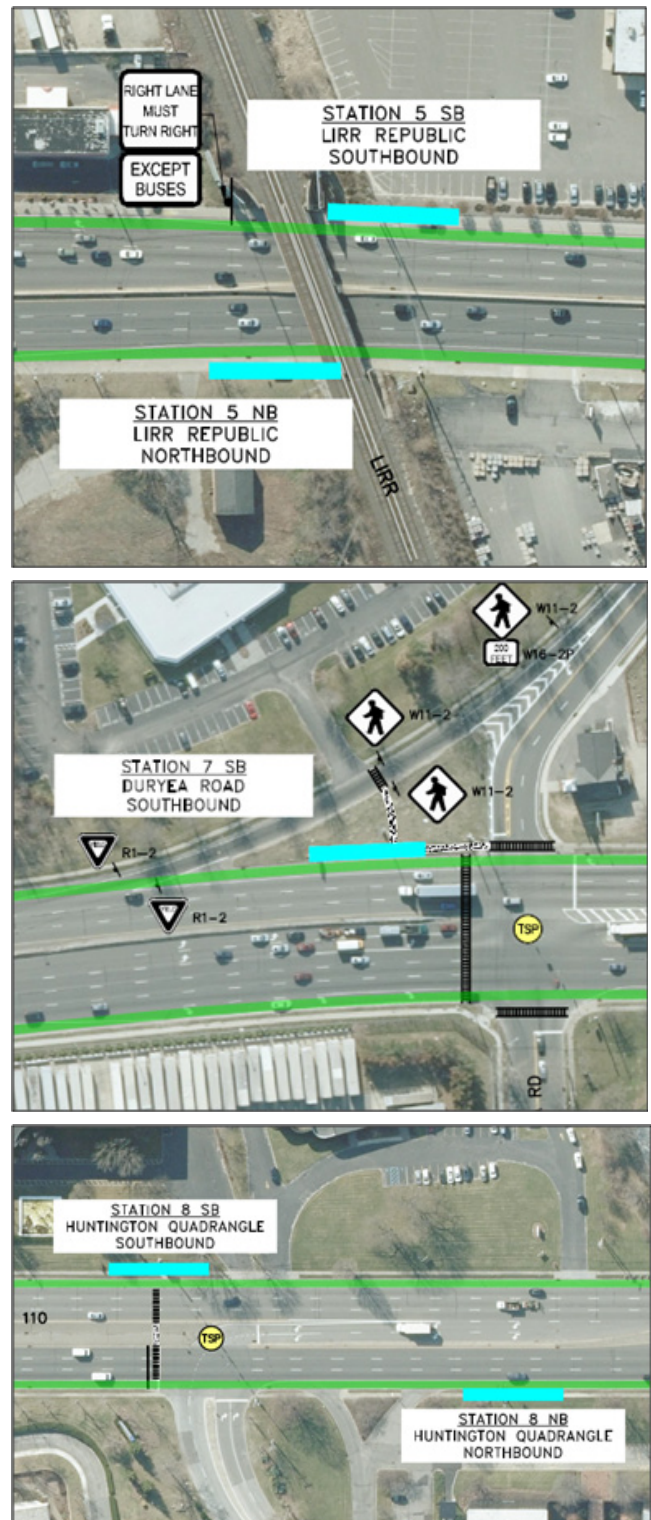 RIGHT LANE
MUST
TURN RIGHT
EXCEPT
BUSES
STATION 5 SB
LIRR REPUBLIC
SOUTHBOUND
STATION 5 NB
LIRR REPUBLIC
NORTHBOUND
LIRR
W11-2
200
FEET
W16-2P
W11-2
W11-2
STATION 7 SB
DURYEA ROAD
SOUTHBOUND
R1-2
R1-2
TSP
RD
STATION 8 SB
HUNTINGTON QUADRANGLE
SOUTHBOUND
110
TSP
STATION 8 NB
HUNTINGTON QUADRANGLE
NORTHBOUND